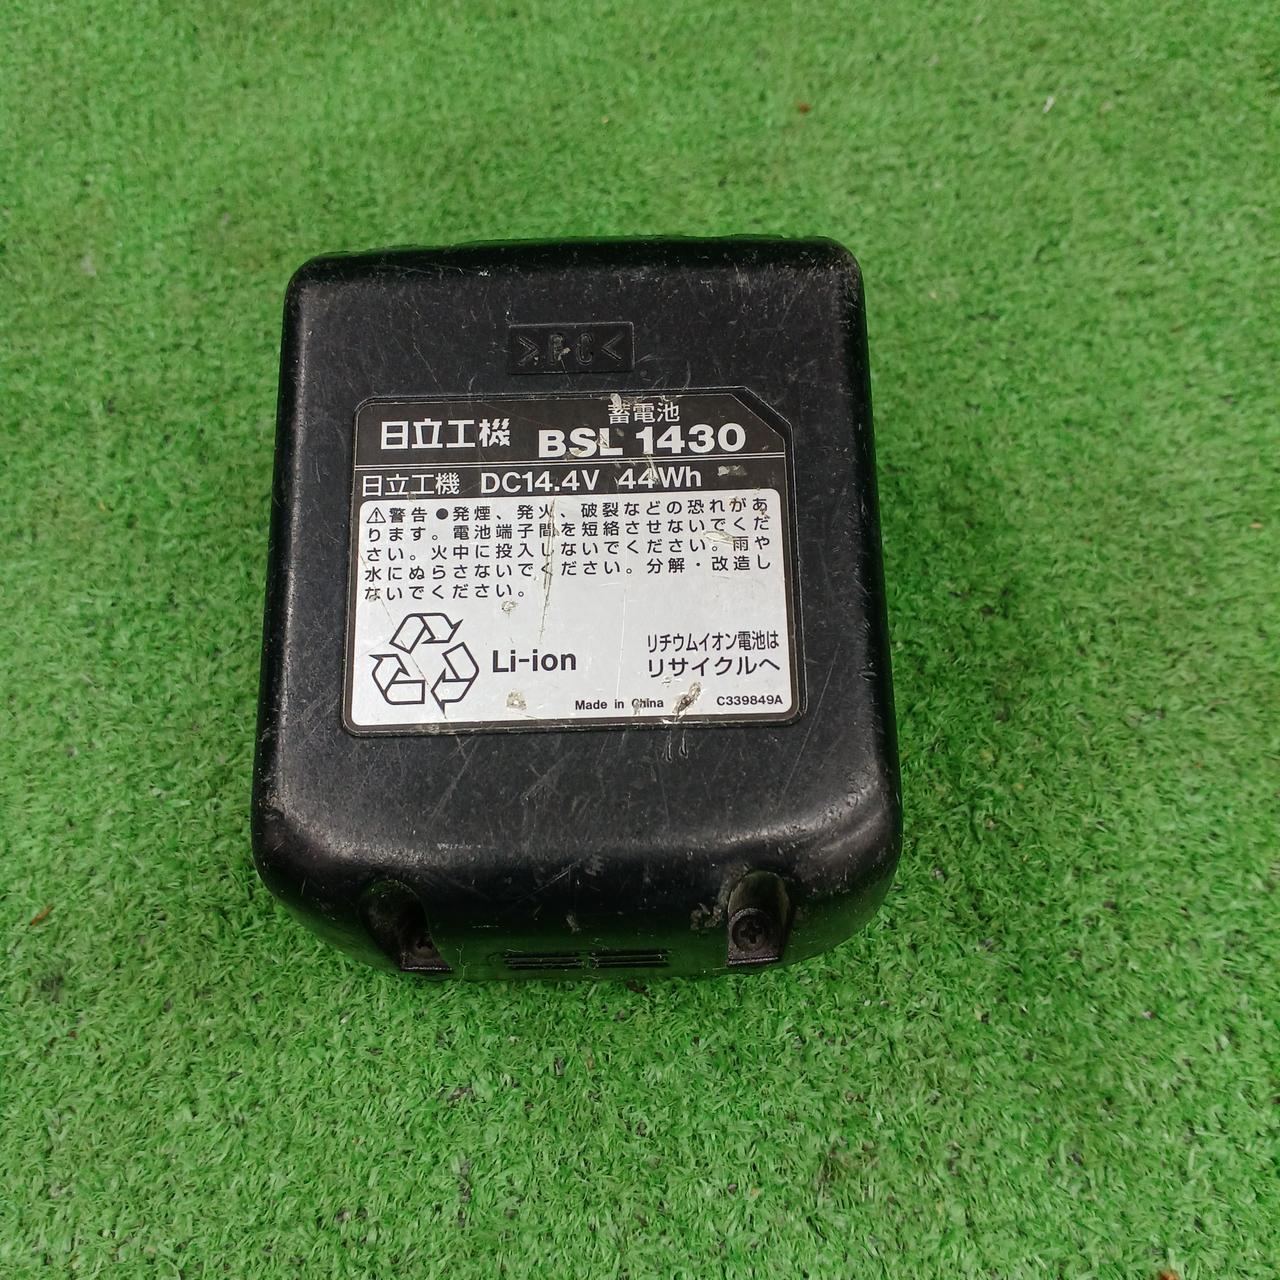 >PC<
蓄電池
日立工機 BSL 1430
日立工機 DC14.4V 44Wh
⚠警告●発煙、発火、破裂などの恐れがあ
ります。電池端子間を短絡させないでくだ
さい。火中に投入しないでください。雨や
水にぬらさないでください。分解・改造し
ないでください。
Li-ion
リチウムイオン電池は
リサイクルへ
Made in China C339849A